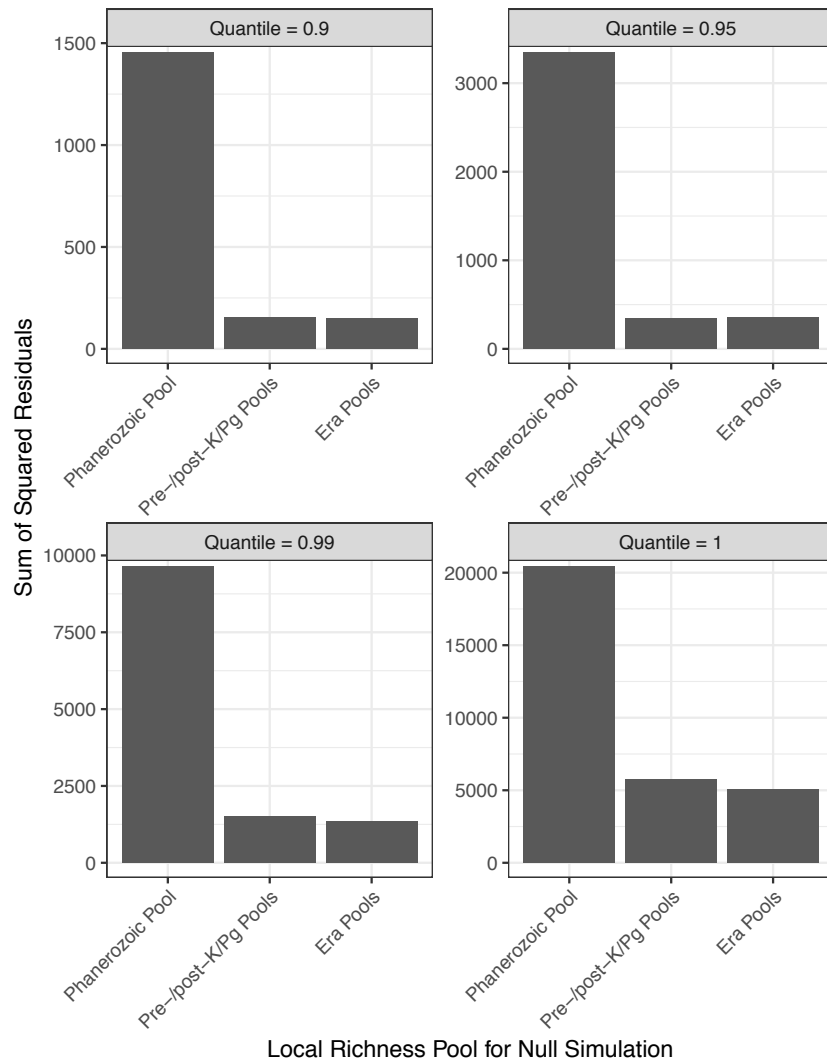 Quantile = 0.9
1500
1000
500
0
Phanerozoic Pool
Pre−/post−K/Pg Pools
Era Pools
Quantile = 0.95
3000
2000
1000
0
Phanerozoic Pool
Pre−/post−K/Pg Pools
Era Pools
Sum of Squared Residuals
Quantile = 0.99
10000
7500
5000
2500
0
Phanerozoic Pool
Pre−/post−K/Pg Pools
Era Pools
Quantile = 1
20000
15000
10000
5000
0
Phanerozoic Pool
Pre−/post−K/Pg Pools
Era Pools
Local Richness Pool for Null Simulation